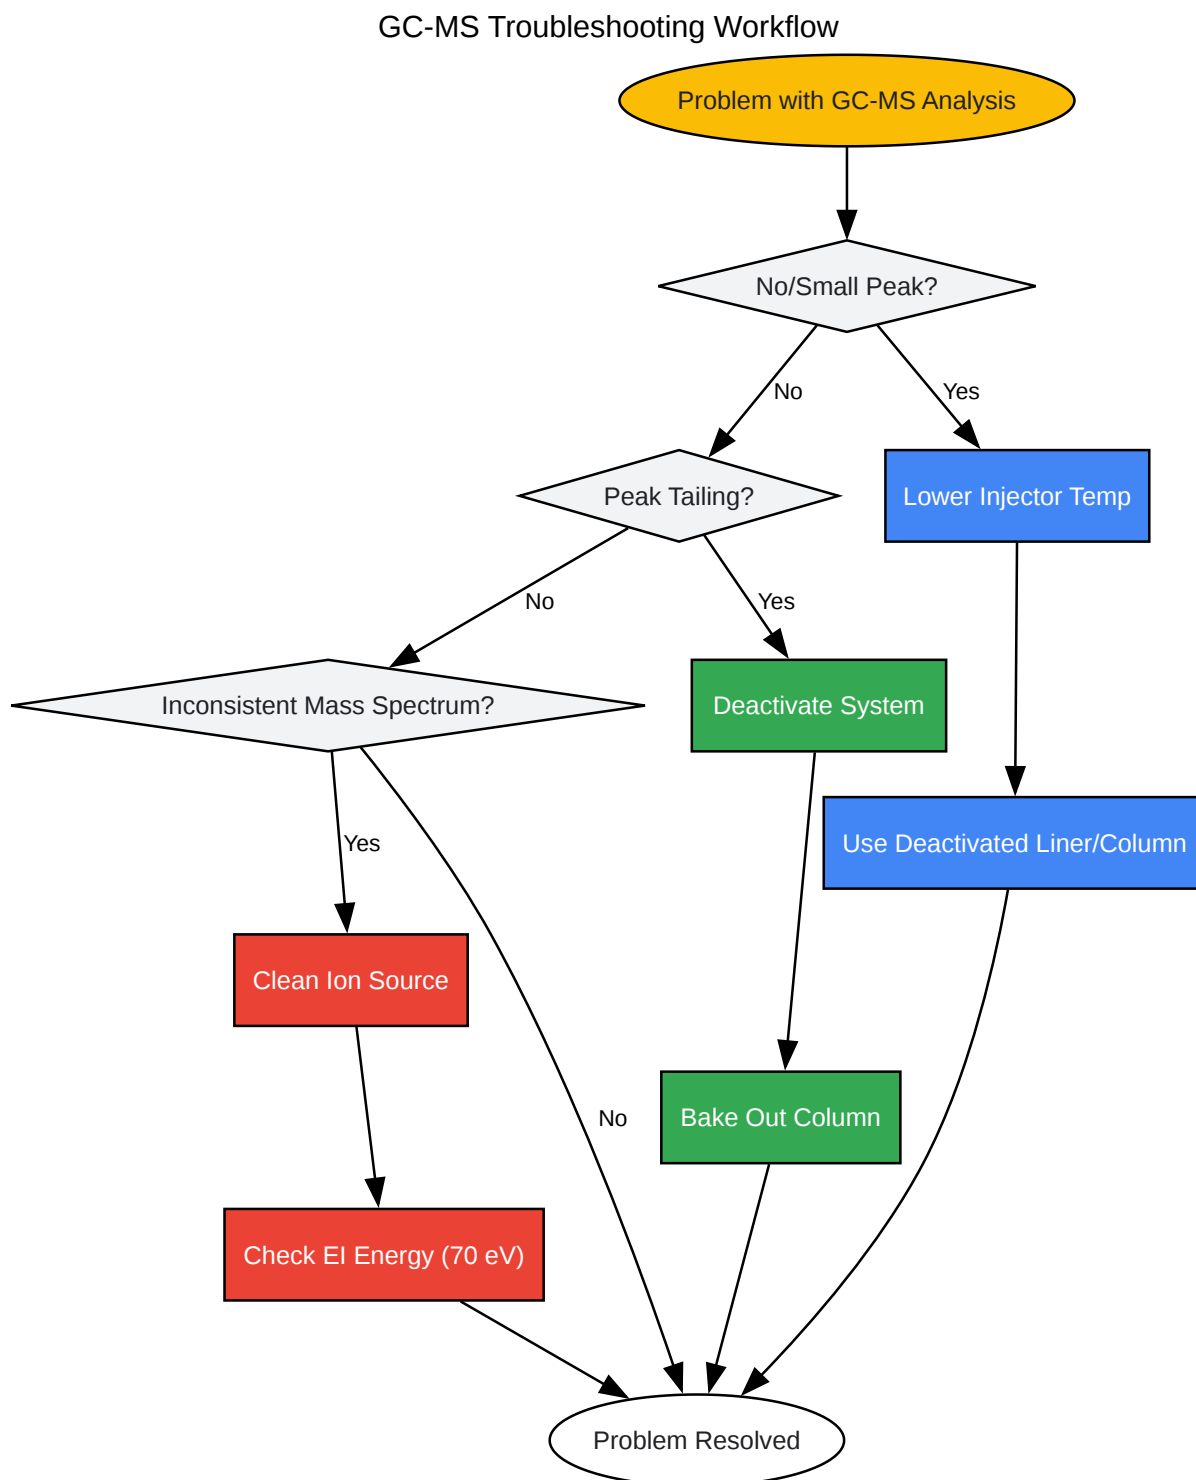 GC-MS Troubleshooting Workflow
Problem with GC-MS Analysis
No/Small Peak?
No
Yes
Peak Tailing?
Lower Injector Temp
No
Yes
Inconsistent Mass Spectrum?
Deactivate System
Yes
Use Deactivated Liner/Column
Clean Ion Source
No
Bake Out Column
Check EI Energy (70 eV)
Problem Resolved